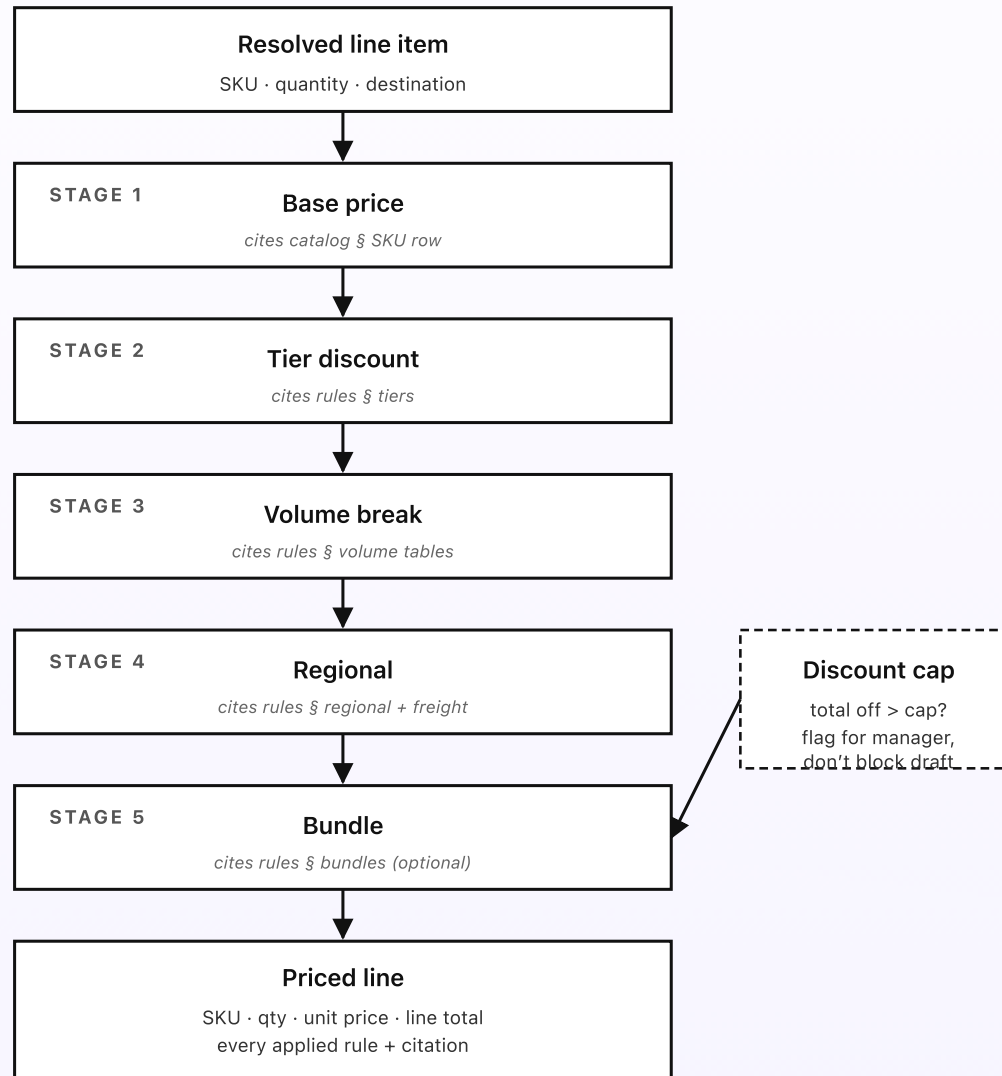 Resolved line item
SKU · quantity · destination
STAGE 1
Base price
cites catalog § SKU row
STAGE 2
Tier discount
cites rules § tiers
STAGE 3
Volume break
cites rules § volume tables
STAGE 4
Regional
cites rules § regional + freight
Discount cap
total off > cap?
flag for manager,
don’t block draft
STAGE 5
Bundle
cites rules § bundles (optional)
Priced line
SKU · qty · unit price · line total
every applied rule + citation